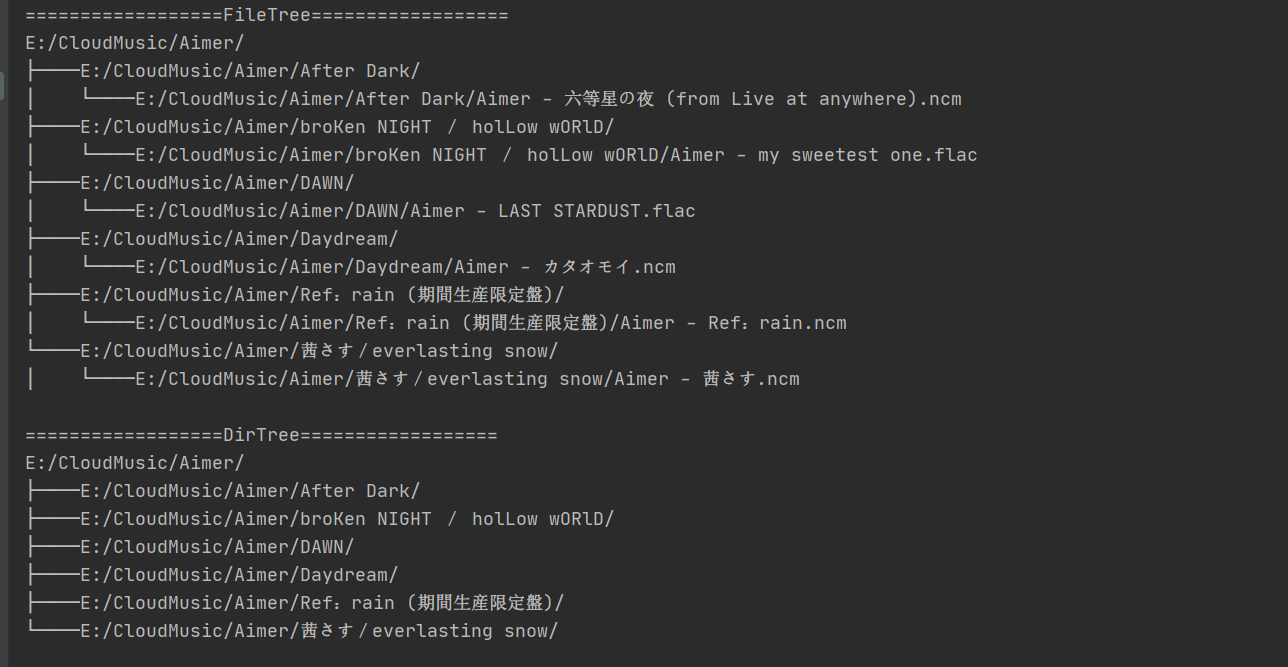 ==================FileTree==================
E:/CloudMusic/Aimer/
├────E:/CloudMusic/Aimer/After Dark/
│    └────E:/CloudMusic/Aimer/After Dark/Aimer - 六等星の夜 (from Live at anywhere).ncm
├────E:/CloudMusic/Aimer/broKen NIGHT ／ holLow wORlD/
│    └────E:/CloudMusic/Aimer/broKen NIGHT ／ holLow wORlD/Aimer - my sweetest one.flac
├────E:/CloudMusic/Aimer/DAWN/
│    └────E:/CloudMusic/Aimer/DAWN/Aimer - LAST STARDUST.flac
├────E:/CloudMusic/Aimer/Daydream/
│    └────E:/CloudMusic/Aimer/Daydream/Aimer - カタオモイ.ncm
├────E:/CloudMusic/Aimer/Ref：rain (期間生産限定盤)/
│    └────E:/CloudMusic/Aimer/Ref：rain (期間生産限定盤)/Aimer - Ref：rain.ncm
└────E:/CloudMusic/Aimer/茜さす／everlasting snow/
│    └────E:/CloudMusic/Aimer/茜さす／everlasting snow/Aimer - 茜さす.ncm
==================DirTree==================
E:/CloudMusic/Aimer/
├────E:/CloudMusic/Aimer/After Dark/
├────E:/CloudMusic/Aimer/broKen NIGHT ／ holLow wORlD/
├────E:/CloudMusic/Aimer/DAWN/
├────E:/CloudMusic/Aimer/Daydream/
├────E:/CloudMusic/Aimer/Ref：rain (期間生産限定盤)/
└────E:/CloudMusic/Aimer/茜さす／everlasting snow/